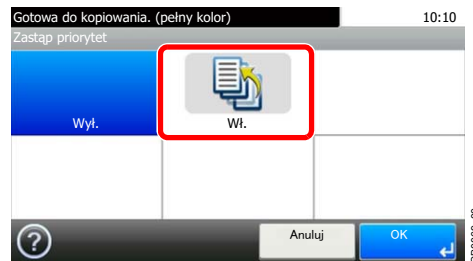 Gotowa do kopiowania. (pełny kolor) 10:10
Zastąp priorytet
Wył. Wł.
? Anuluj OK